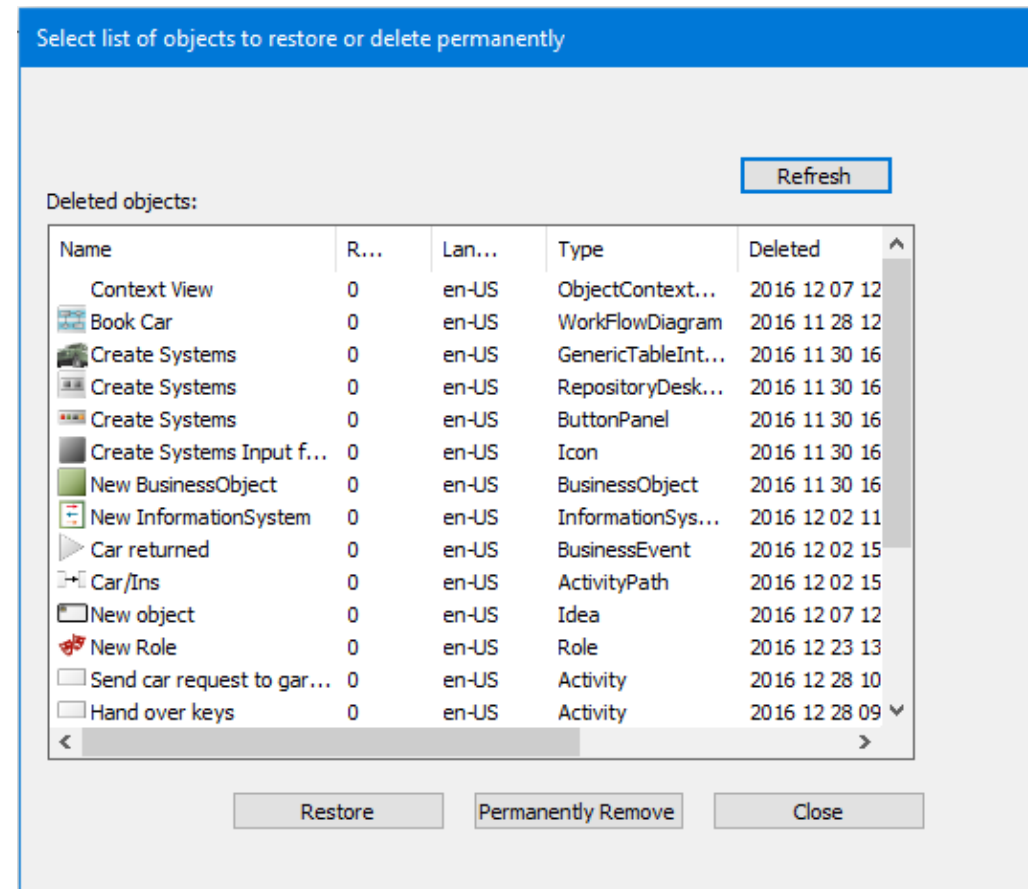 Select list of objects to restore or delete permanently
Refresh
Deleted objects:
Name R... Lan... Type Deleted
Context View 0 en-US ObjectContext... 2016 12 07 12
Book Car 0 en-US WorkFlowDiagram 2016 11 28 12
Create Systems 0 en-US GenericTableInt... 2016 11 30 16
Create Systems 0 en-US RepositoryDesk... 2016 11 30 16
Create Systems 0 en-US ButtonPanel 2016 11 30 16
Create Systems Input f... 0 en-US Icon 2016 11 30 16
New BusinessObject 0 en-US BusinessObject 2016 11 30 16
New InformationSystem 0 en-US InformationSys... 2016 12 02 11
Car returned 0 en-US BusinessEvent 2016 12 02 15
Car/Ins 0 en-US ActivityPath 2016 12 02 15
New object 0 en-US Idea 2016 12 07 12
New Role 0 en-US Role 2016 12 23 13
Send car request to gar... 0 en-US Activity 2016 12 28 10
Hand over keys 0 en-US Activity 2016 12 28 09
Restore Permanently Remove Close